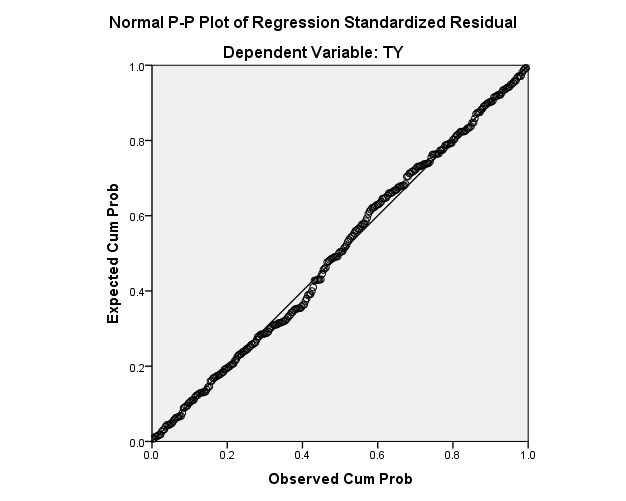 Normal P-P Plot of Regression Standardized Residual
Dependent Variable: TY
1.0
0.8
0.6
0.4
0.2
0.0
Expected Cum Prob
0.0 0.2 0.4 0.6 0.8 1.0
Observed Cum Prob